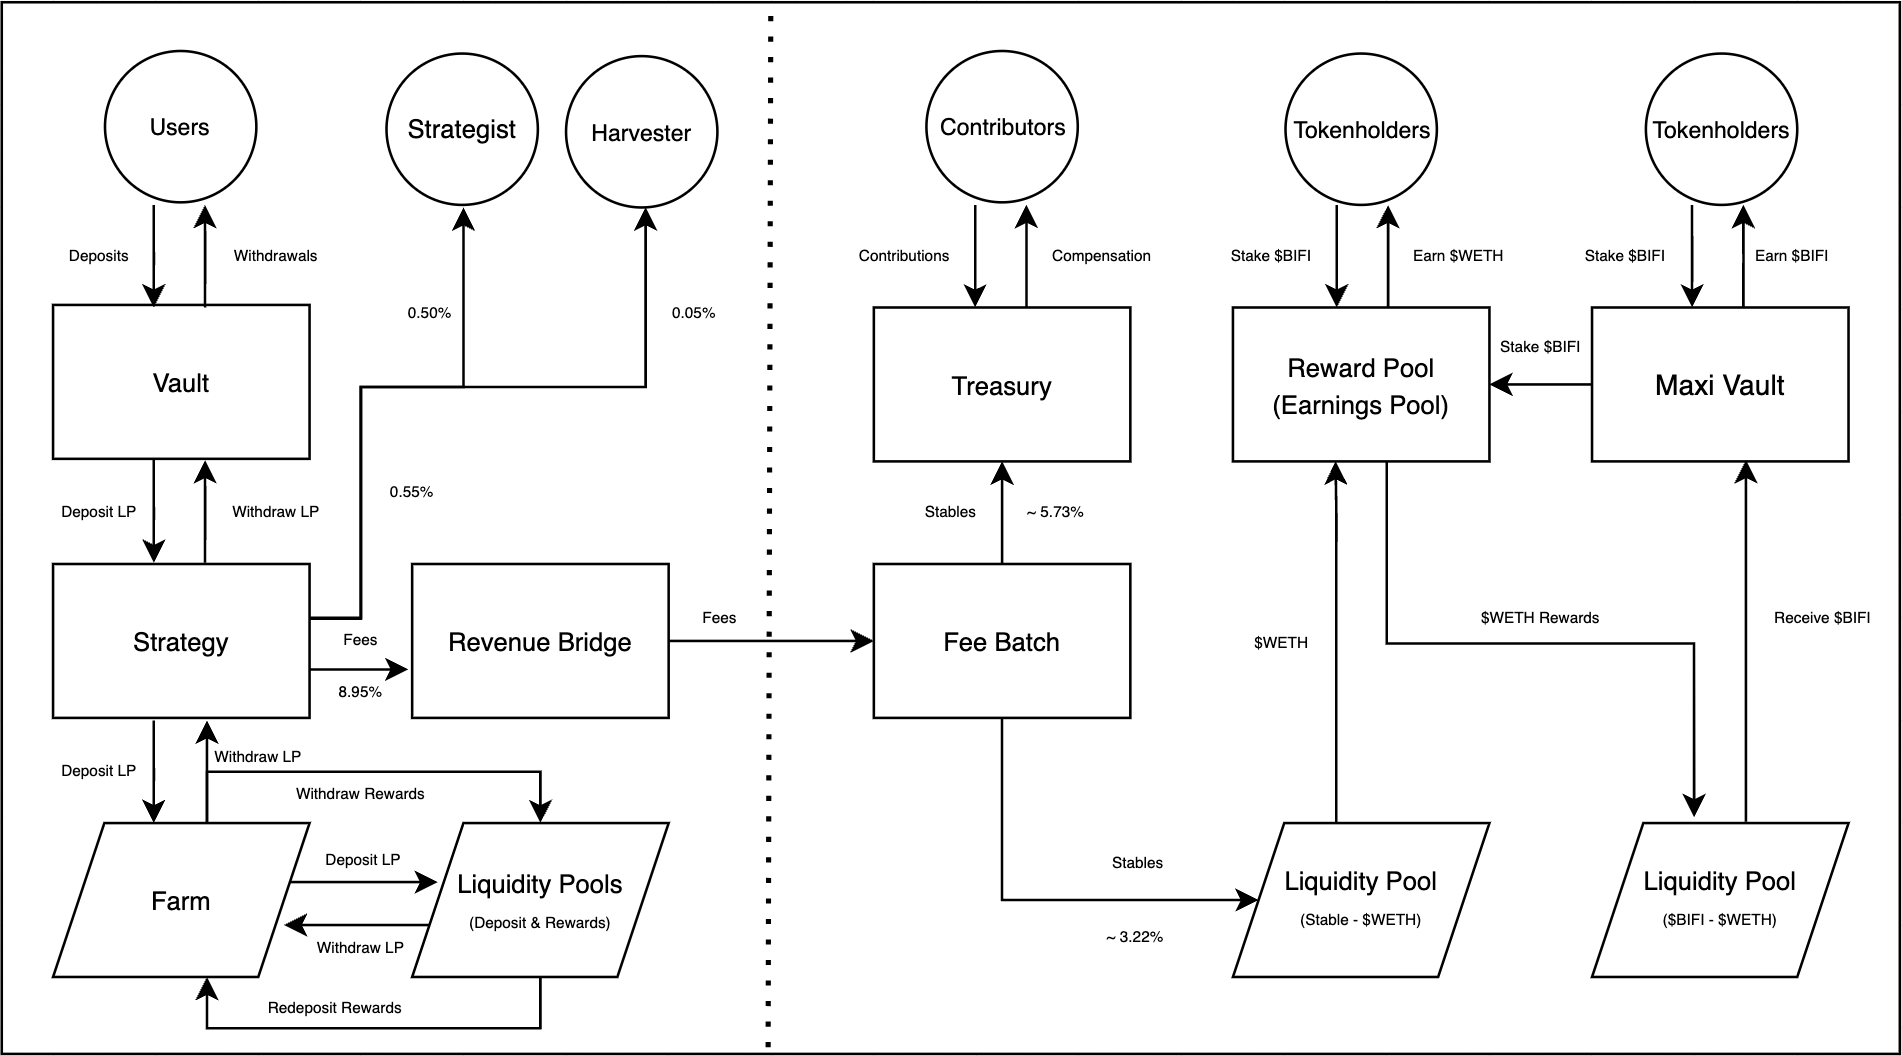 Users
Strategist
Harvester
Contributors
Tokenholders
Tokenholders
Deposits
Withdrawals
Contributions
Compensation
Stake $BIFI
Earn $WETH
Stake $BIFI
Earn $BIFI
0.50%
0.05%
Vault
Treasury
Reward Pool
(Earnings Pool)
Stake $BIFI
Maxi Vault
0.55%
Deposit LP
Withdraw LP
Stables
~ 5.73%
Strategy
Fees
8.95%
Revenue Bridge
Fees
Fee Batch
$WETH
$WETH Rewards
Receive $BIFI
Deposit LP
Withdraw LP
Withdraw Rewards
Farm
Deposit LP
Withdraw LP
Liquidity Pools
(Deposit & Rewards)
Redeposit Rewards
Stables
~ 3.22%
Liquidity Pool
(Stable - $WETH)
Liquidity Pool
($BIFI - $WETH)